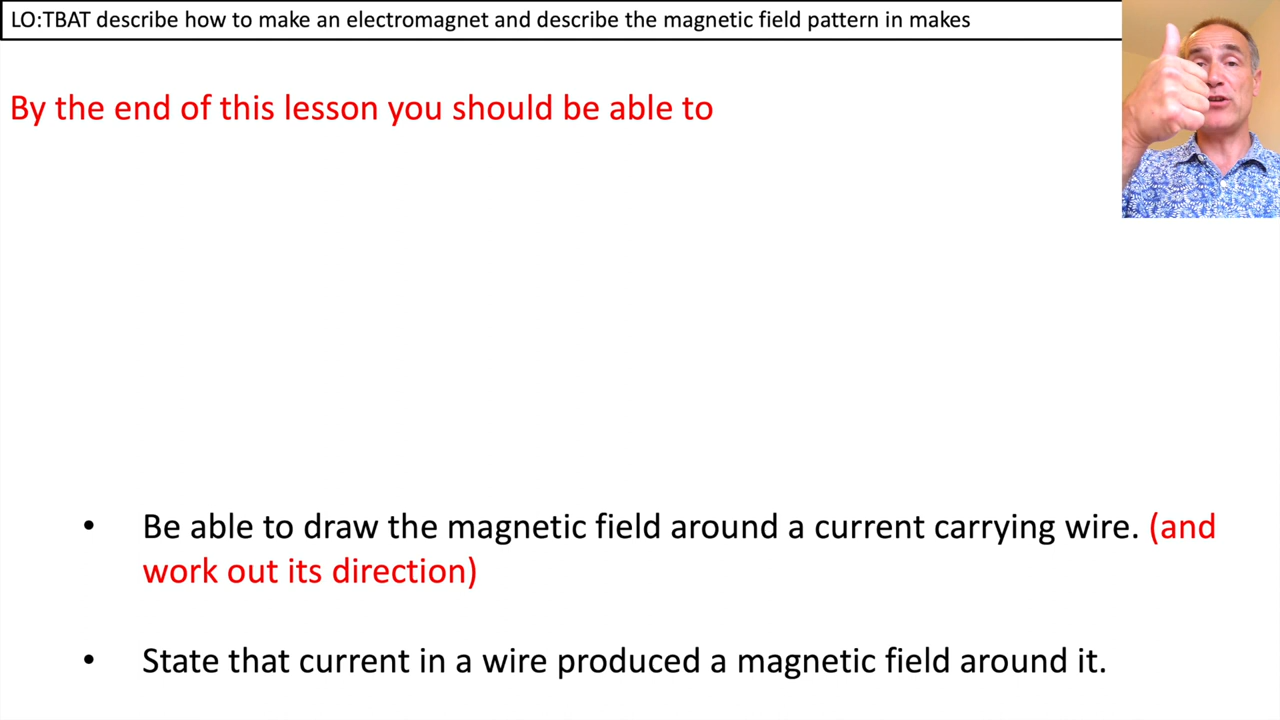 LO:TBAT describe how to make an electromagnet and describe the magnetic field pattern in makes
By the end of this lesson you should be able to
• Be able to draw the magnetic field around a current carrying wire. (and
work out its direction)
• State that current in a wire produced a magnetic field around it.